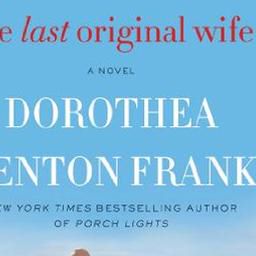 e last original wife
A NOVEL
DOROTHEA
ENTON FRANK
EW YORK TIMES BESTSELLING AUTHOR
OF PORCH LIGHTS